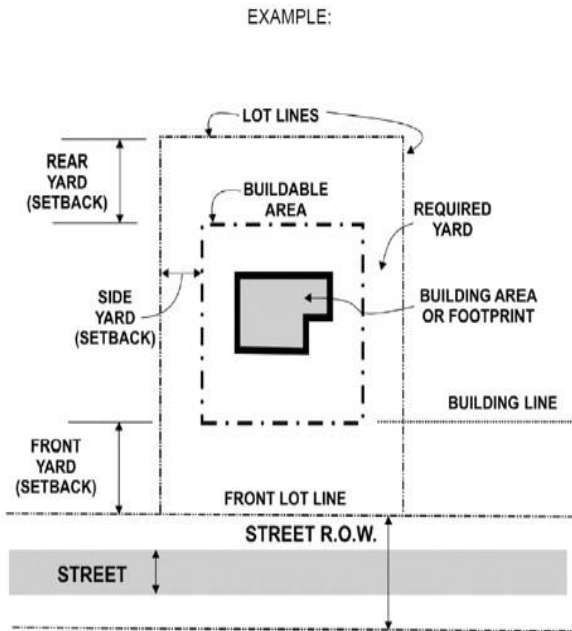 EXAMPLE:
LOT LINES
REAR
YARD
(SETBACK)
BUILDABLE
AREA
REQUIRED
YARD
SIDE
YARD
(SETBACK)
BUILDING AREA
OR FOOTPRINT
BUILDING LINE
FRONT
YARD
(SETBACK)
FRONT LOT LINE
STREET R.O.W.
STREET